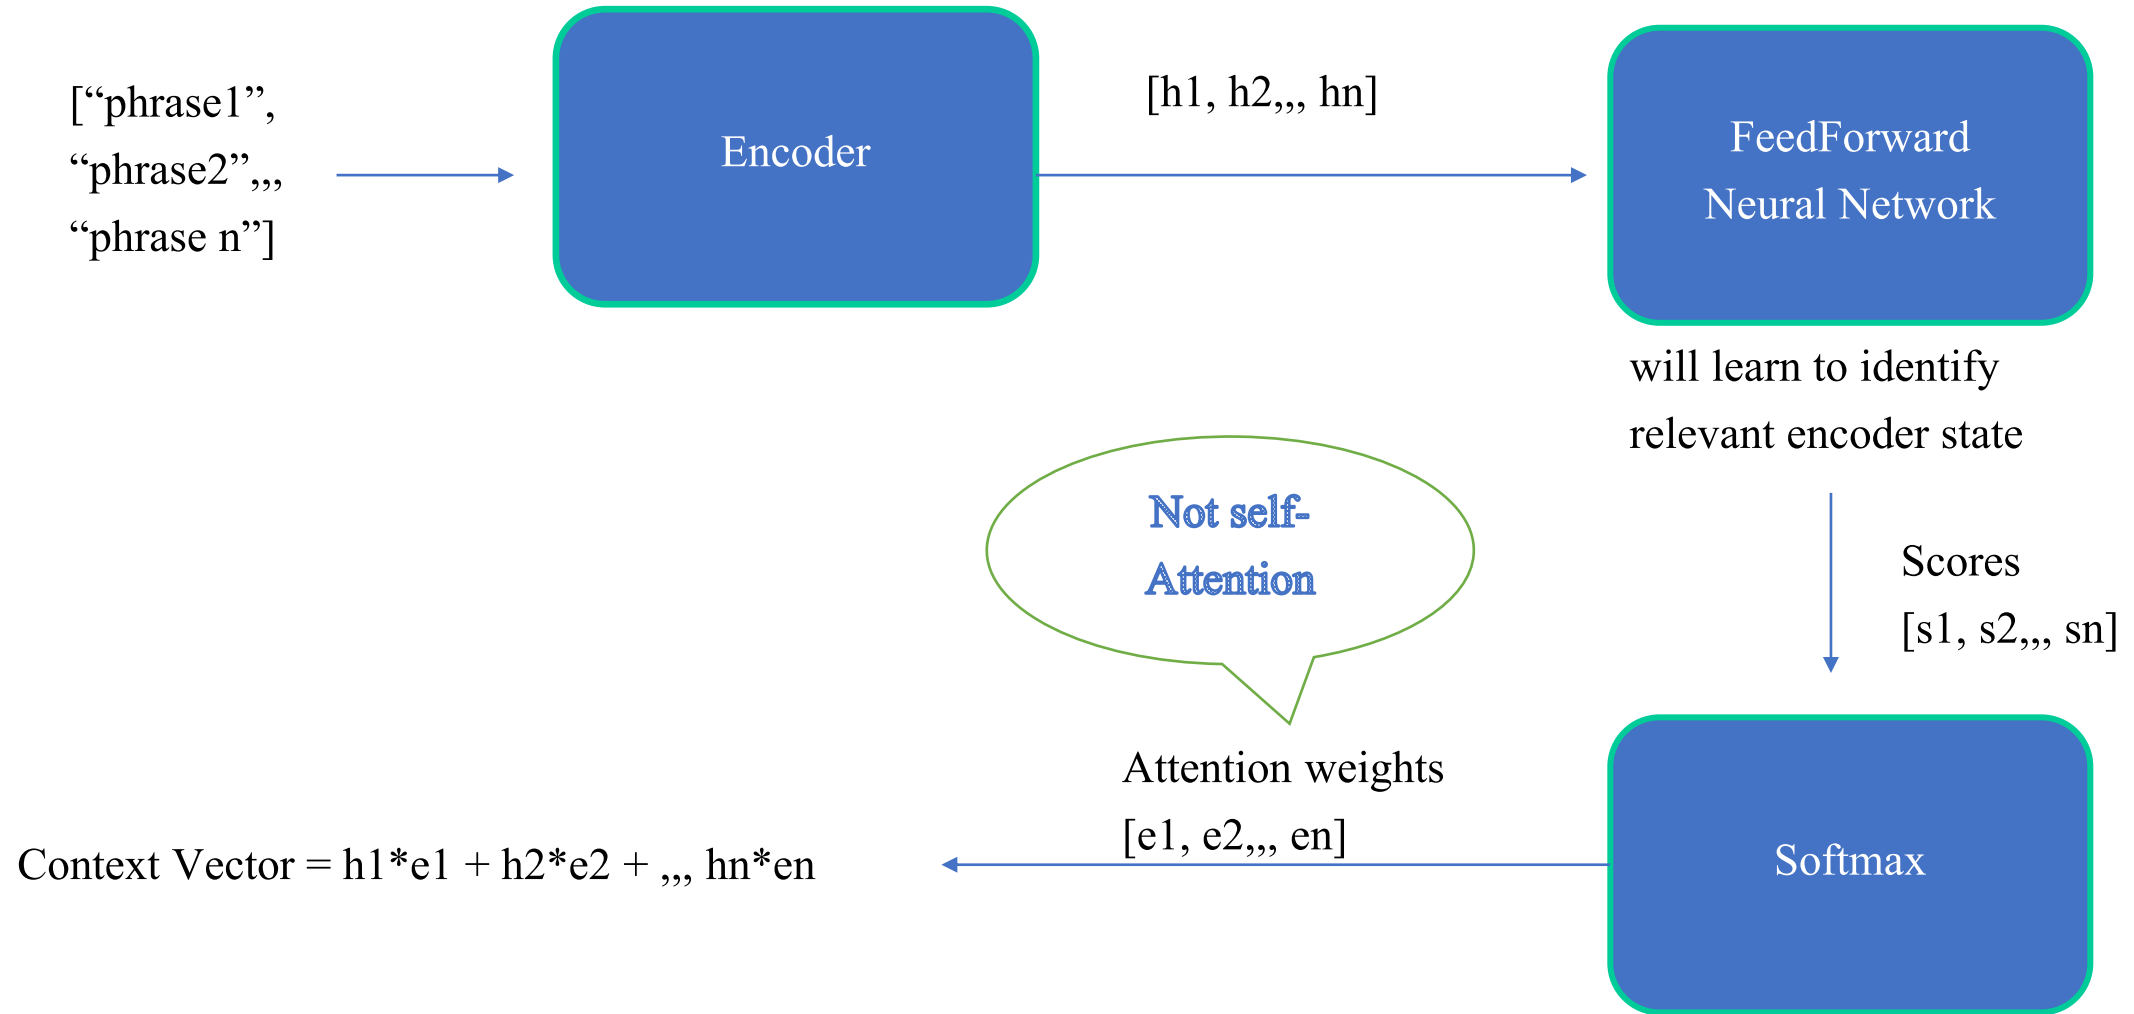 [“phrase1”,
“phrase2”,,,
“phrase n”]
Encoder
[h1, h2,,, hn]
FeedForward
Neural Network
will learn to identify
relevant encoder state
Scores
[s1, s2,,, sn]
Softmax
Not self-
Attention
Attention weights
[e1, e2,,, en]
Context Vector = h1*e1 + h2*e2 + ,,, hn*en